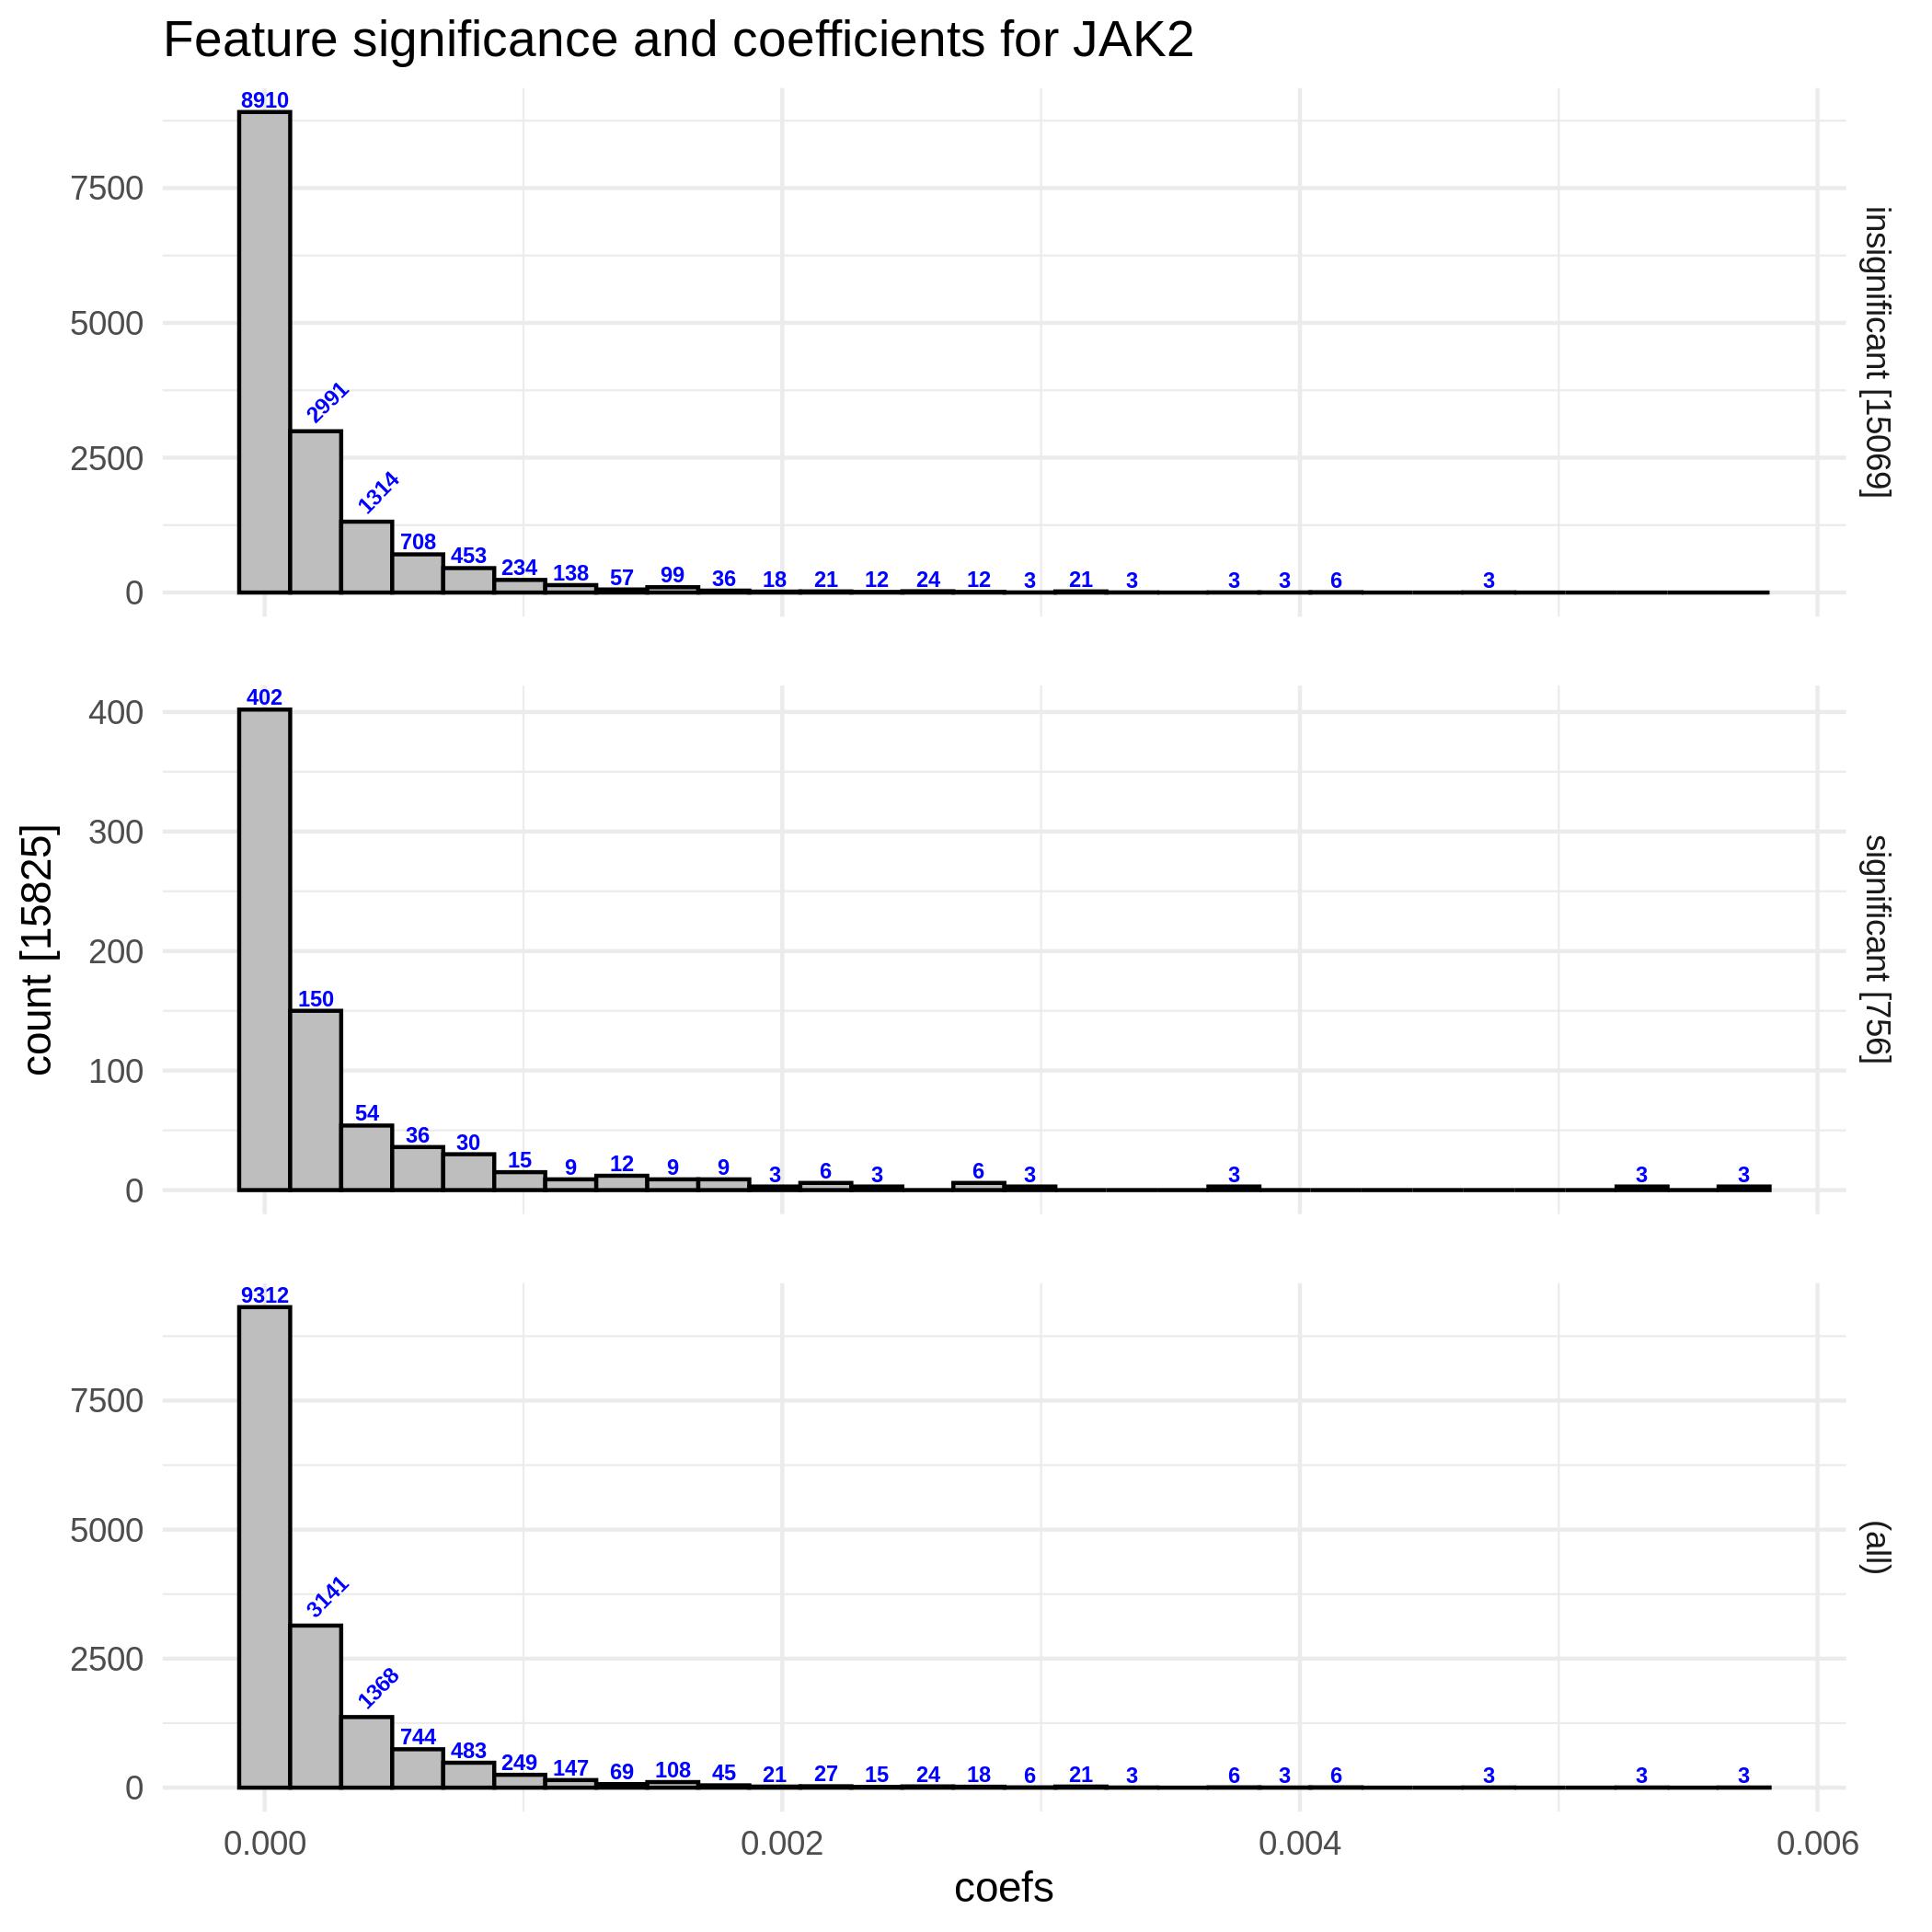 Feature significance and coefficients for JAK2
8910
2991
1314
708 453 234 138 57 99 36 18 21 12 24 12 3 21 3 3 3 6 3
7500
5000
2500
0
insignificant [15069]
402
150
54
36 30 15 9 12 9 9 3 6 3 6 3 3 3 3
400
300
200
100
0
significant [756]
count [15825]
9312
3141
1368
744 483 249 147 69 108 45 21 27 15 24 18 6 21 3 6 3 6 3 3 3
7500
5000
2500
0
(all)
0.000 0.002 0.004 0.006
coefs